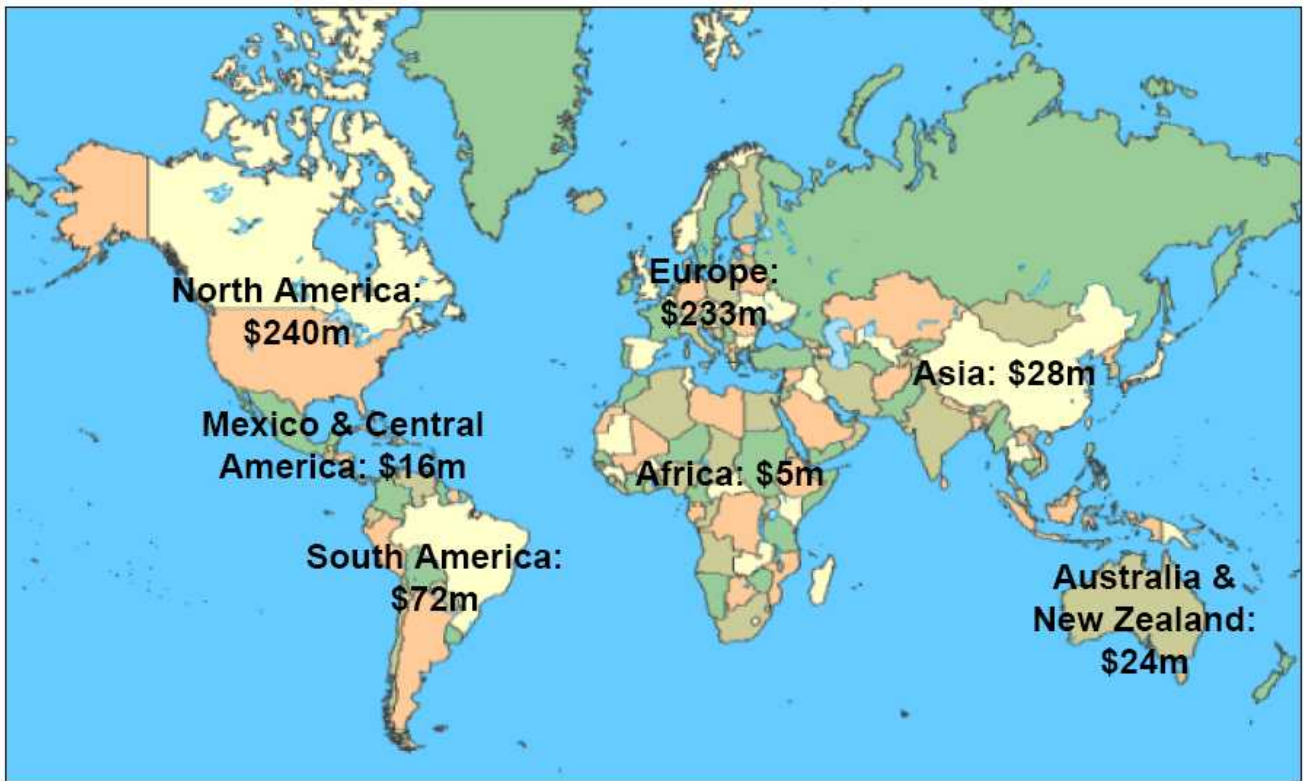 North America:
$240m
Europe:
$233m
Asia: $28m
Mexico & Central
America: $16m
Africa: $5m
South America:
$72m
Australia &
New Zealand:
$24m